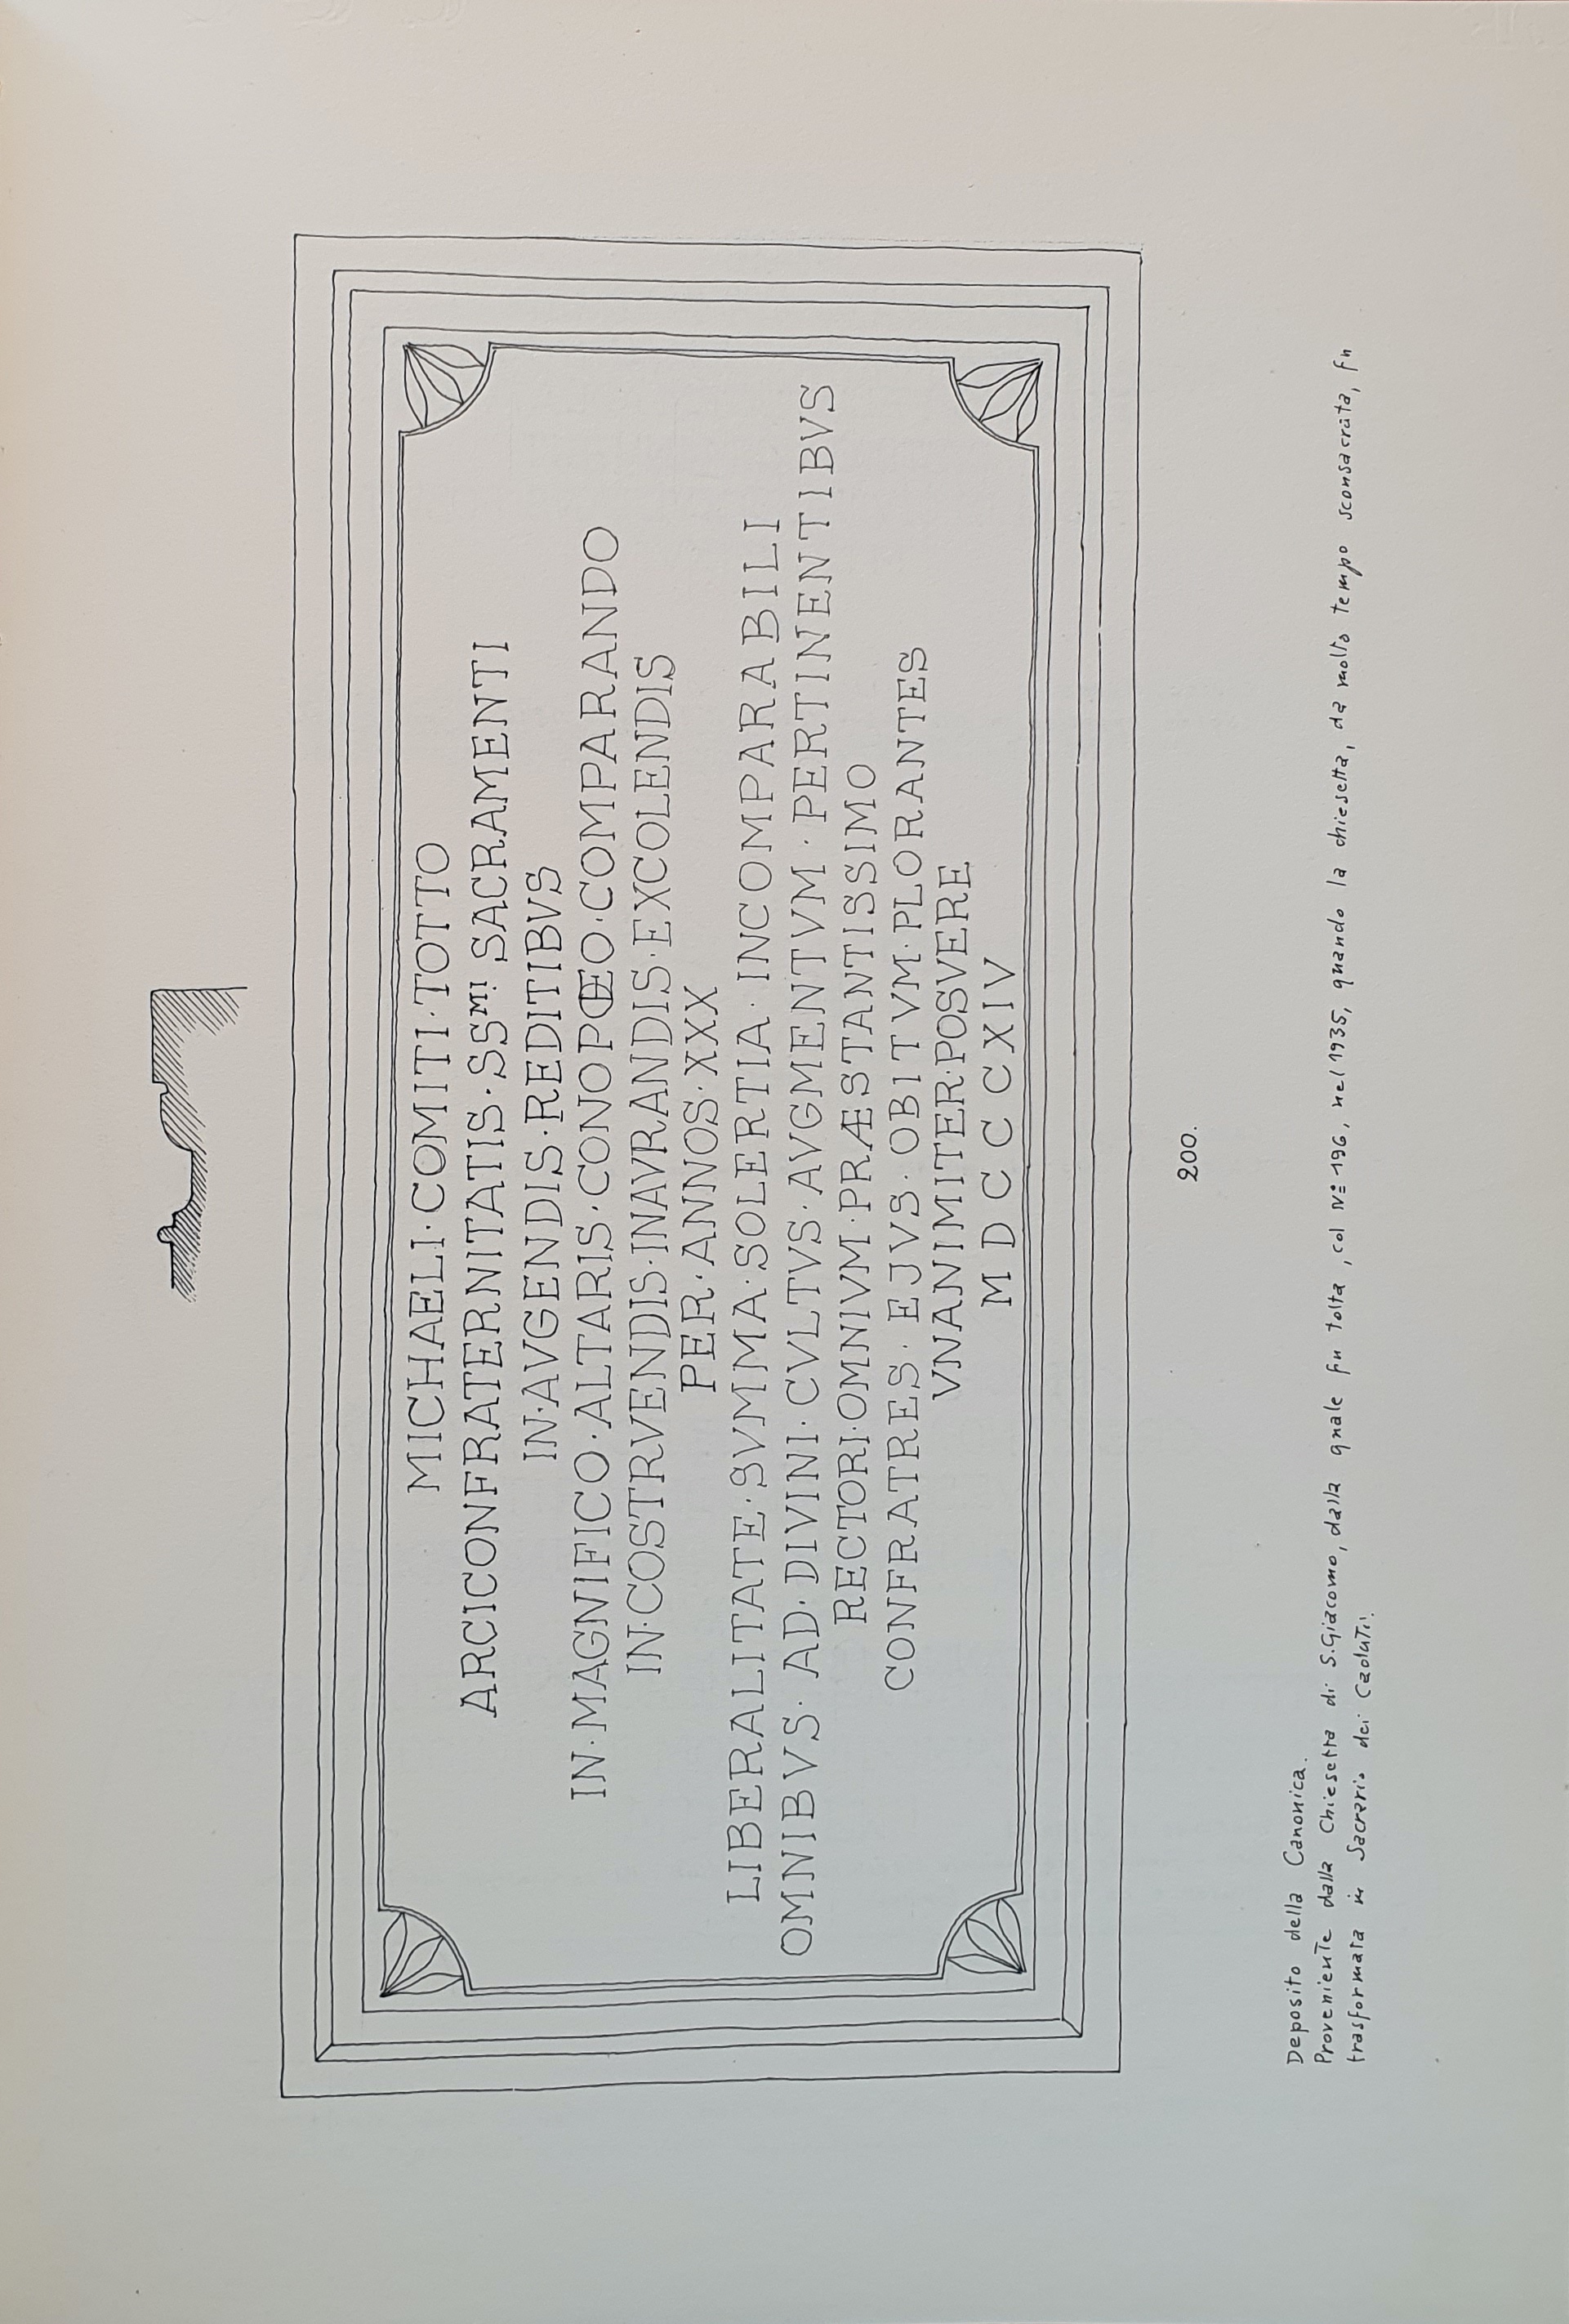 MICHAELI·COMITI·TOTTO
ARCICONFRATERNITATIS·SSᴹᴵ SACRAMENTI
IN·AVGENDIS·REDITIBVS
IN·MAGNIFICO·ALTARIS·CONOPŒO·COMPARANDO
IN·COSTRVENDIS·INAVRANDIS·EXCOLENDIS
PER·ANNOS·XXX
LIBERALITATE·SVMMA·SOLERTIA·INCOMPARABILI
OMNIBVS·AD·DIVINI·CVLTVS·AVGMENTVM·PERTINENTIBVS
RECTORI·OMNIVM·PRÆSTANTISSIMO
CONFRATRES·EJVS·OBITVM·PLORANTES
VNANIMITER·POSVERE
MDCCCXIV
200.
Deposito della Canonica.
Proveniente dalla Chiesetta di S.Giacomo, dalla quale fu tolta, col Nº 196, nel 1935, quando la chiesetta, da molto tempo sconsacrata, fu
trasformata in Sacrario dei Caduti.